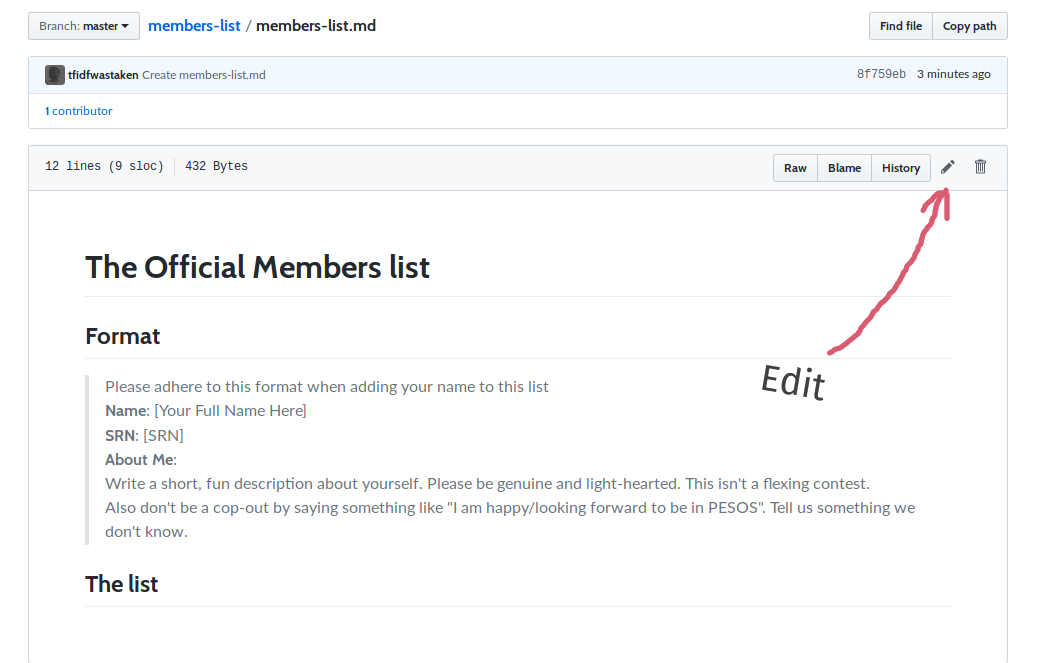 Branch: master members-list / members-list.md Find file Copy path
tfidfwastaken Create members-list.md 8f759eb 3 minutes ago
1 contributor
12 lines (9 sloc) 432 Bytes Raw Blame History
The Official Members list
Format
Please adhere to this format when adding your name to this list
Name: [Your Full Name Here]
SRN: [SRN]
About Me:
Write a short, fun description about yourself. Please be genuine and light-hearted. This isn't a flexing contest.
Also don't be a cop-out by saying something like "I am happy/looking forward to be in PESOS". Tell us something we
don't know.
Edit
The list